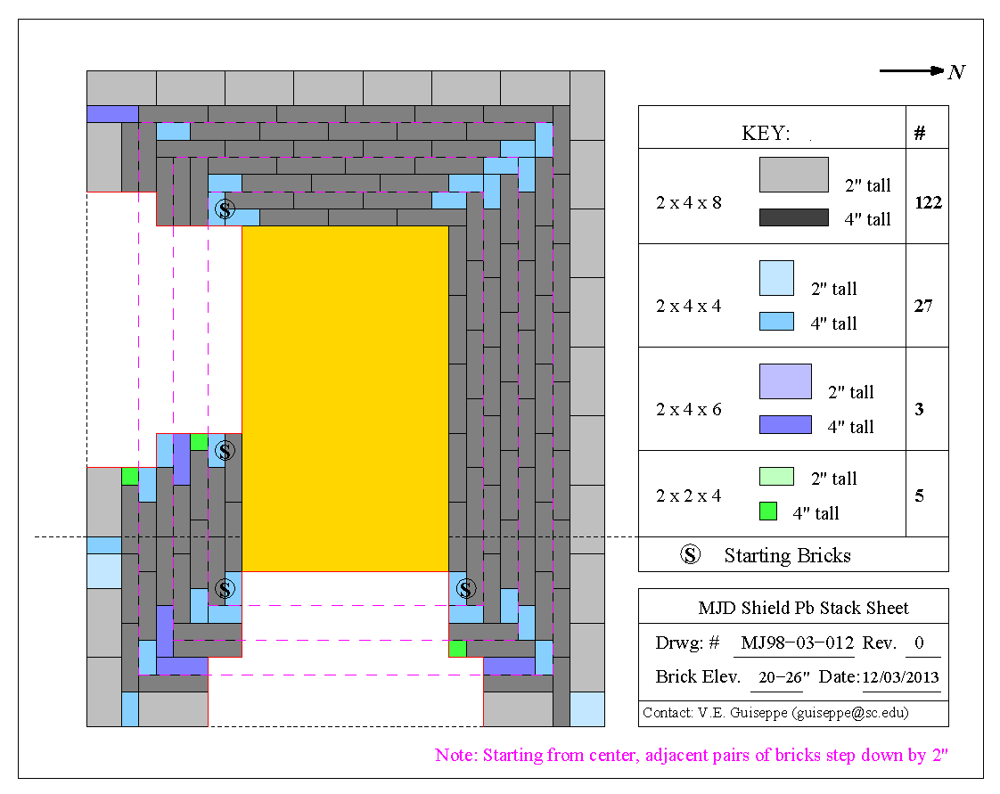 N
KEY: #
2 x 4 x 8 2" tall 4" tall 122
2 x 4 x 4 2" tall 4" tall 27
2 x 4 x 6 2" tall 4" tall 3
2 x 2 x 4 2" tall 4" tall 5
S Starting Bricks
S
S
S
S
MJD Shield Pb Stack Sheet
Drwg: # MJ98−03−012 Rev. 0
Brick Elev. 20−26" Date: 12/03/2013
Contact: V.E. Guiseppe (guiseppe@sc.edu)
Note: Starting from center, adjacent pairs of bricks step down by 2"